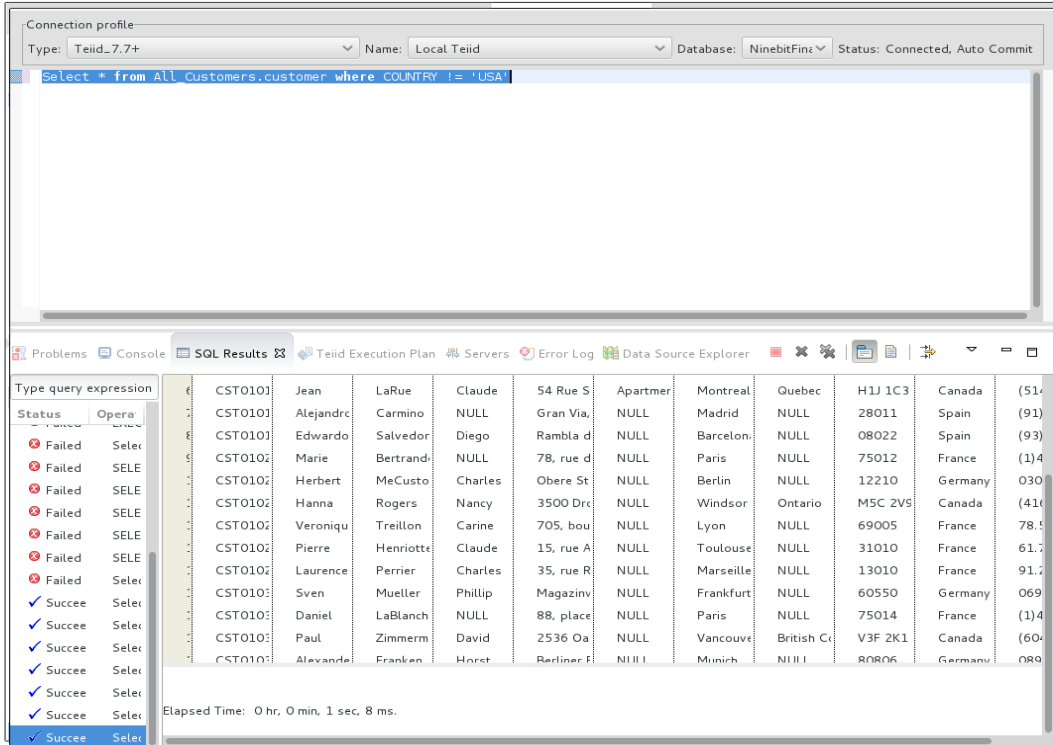 Connection profile
Type: Teiid_7.7+ Name: Local Teiid Database: NinebitFina Status: Connected, Auto Commit
Select * from All_Customers.customer where COUNTRY != 'USA'
Problems Console SQL Results Teiid Execution Plan Servers Error Log Data Source Explorer
Type query expression
Status Opera
Failed Selec
Failed SELE
Failed SELE
Failed SELE
Failed SELE
Failed SELE
Failed Selec
Succee Selec
Succee Selec
Succee Selec
Succee Selec
Succee Selec
Succee Selec
Succee Selec
6 CST0101 Jean LaRue Claude 54 Rue S Apartmer Montreal Quebec H1J 1C3 Canada (514
7 CST0101 Alejandro Carmino NULL Gran Via, NULL Madrid NULL 28011 Spain (91)
8 CST0101 Edwardo Salvedor Diego Rambla d NULL Barcelon NULL 08022 Spain (93)
9 CST0102 Marie Bertrand NULL 78, rue d NULL Paris NULL 75012 France (1)4
CST0102 Herbert MeCusto Charles Obere St NULL Berlin NULL 12210 Germany 030
CST0102 Hanna Rogers Nancy 3500 Dro NULL Windsor Ontario M5C 2V9 Canada (416
CST0102 Veroniqu Treillon Carine 705, bou NULL Lyon NULL 69005 France 78.5
CST0102 Pierre Henriotte Claude 15, rue A NULL Toulouse NULL 31010 France 61.7
CST0102 Laurence Perrier Charles 35, rue R NULL Marseille NULL 13010 France 91.2
CST0103 Sven Mueller Phillip Magazinv NULL Frankfurt NULL 60550 Germany 069
CST0103 Daniel LaBlanch NULL 88, place NULL Paris NULL 75014 France (1)4
CST0103 Paul Zimmerm David 2536 Oa NULL Vancouve British Co V3F 2K1 Canada (604
CST0103 Alexande Franken Horst Berliner P NULL Munich NULL 80806 Germany 089
Elapsed Time: 0 hr, 0 min, 1 sec, 8 ms.